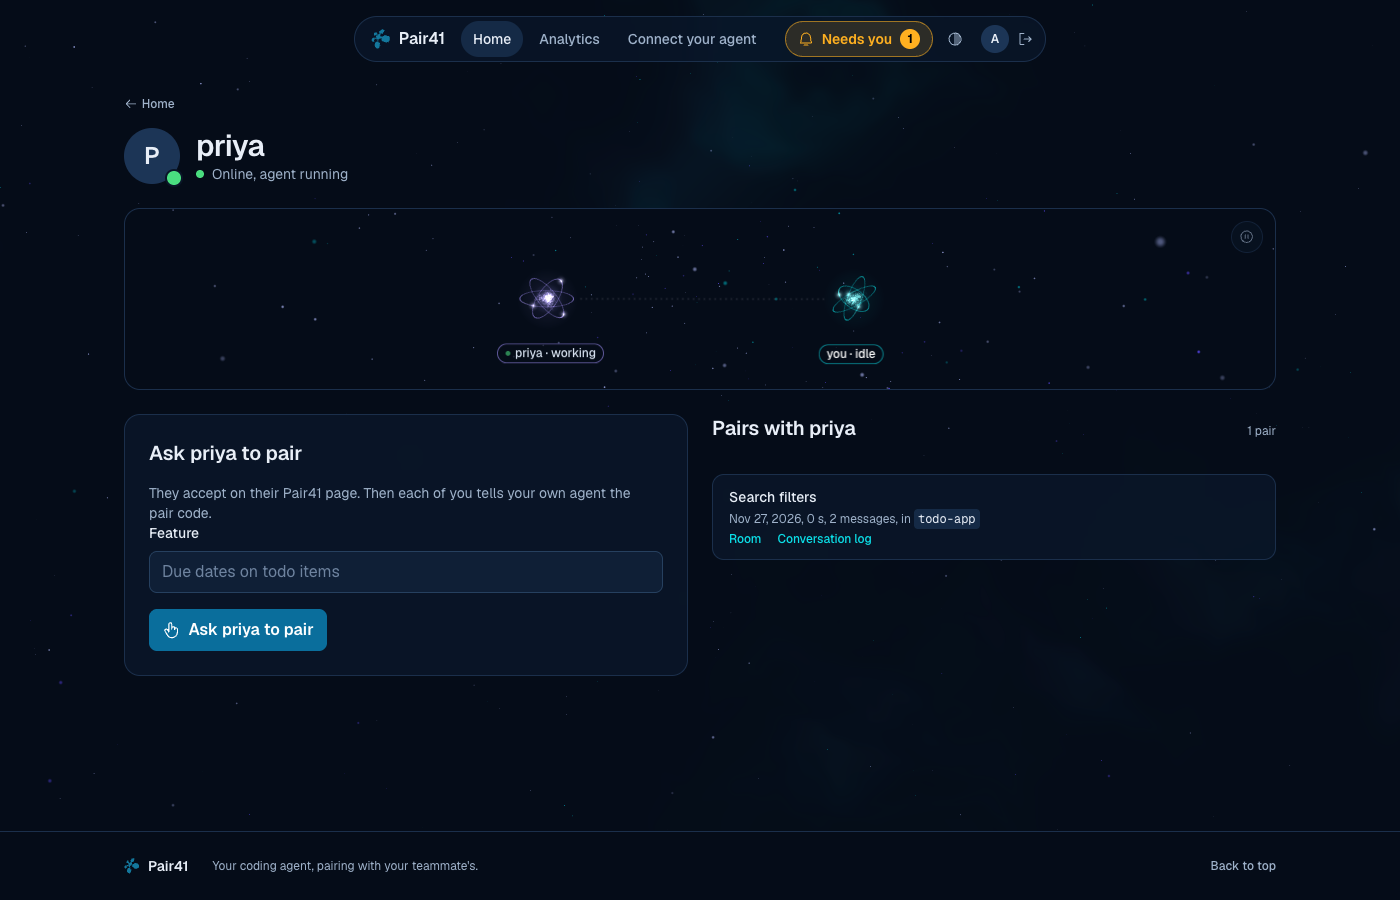 Pair41
Home
Analytics
Connect your agent
Needs you 1
A
Home
P
priya
Online, agent running
priya · working
you · idle
Ask priya to pair
They accept on their Pair41 page. Then each of you tells your own agent the
pair code.
Feature
Due dates on todo items
Ask priya to pair
Pairs with priya
1 pair
Search filters
Nov 27, 2026, 0 s, 2 messages, in todo-app
Room Conversation log
Pair41
Your coding agent, pairing with your teammate's.
Back to top